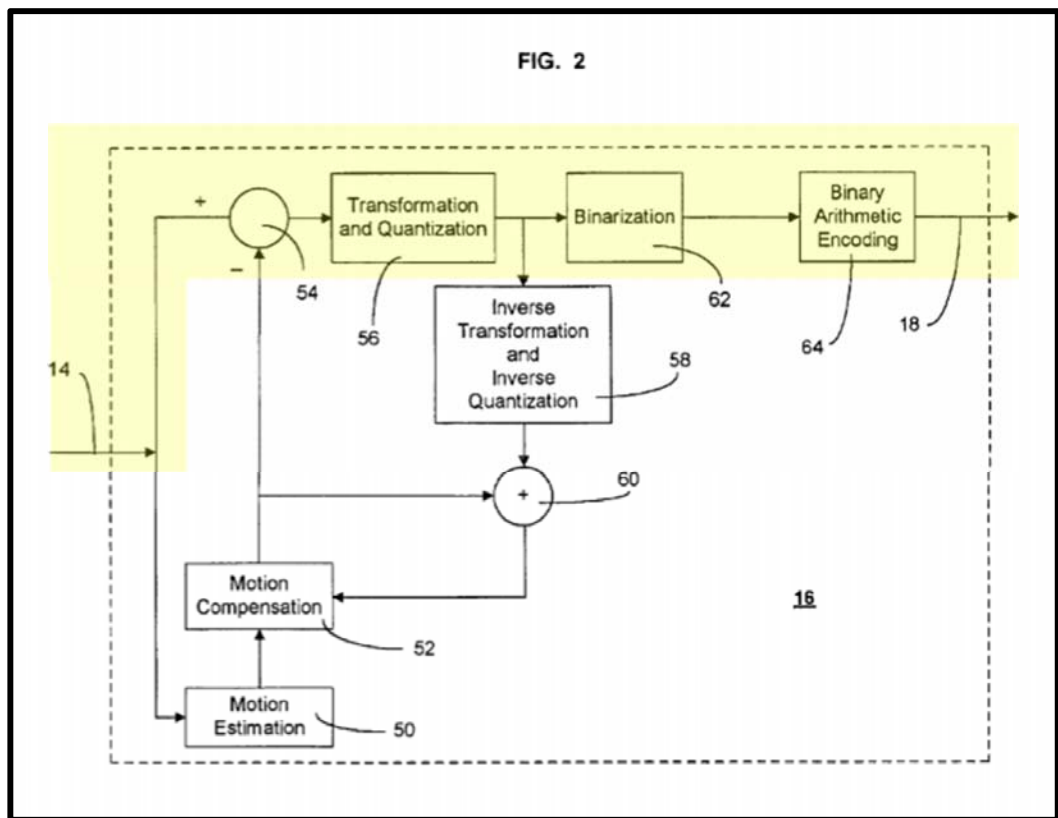 FIG. 2
+
Transformation
and Quantization
Binarization
Binary
Arithmetic
Encoding
−
54
56
62
64
18
Inverse
Transformation
and
Inverse
Quantization
58
14
+
60
Motion
Compensation
52
16
Motion
Estimation
50